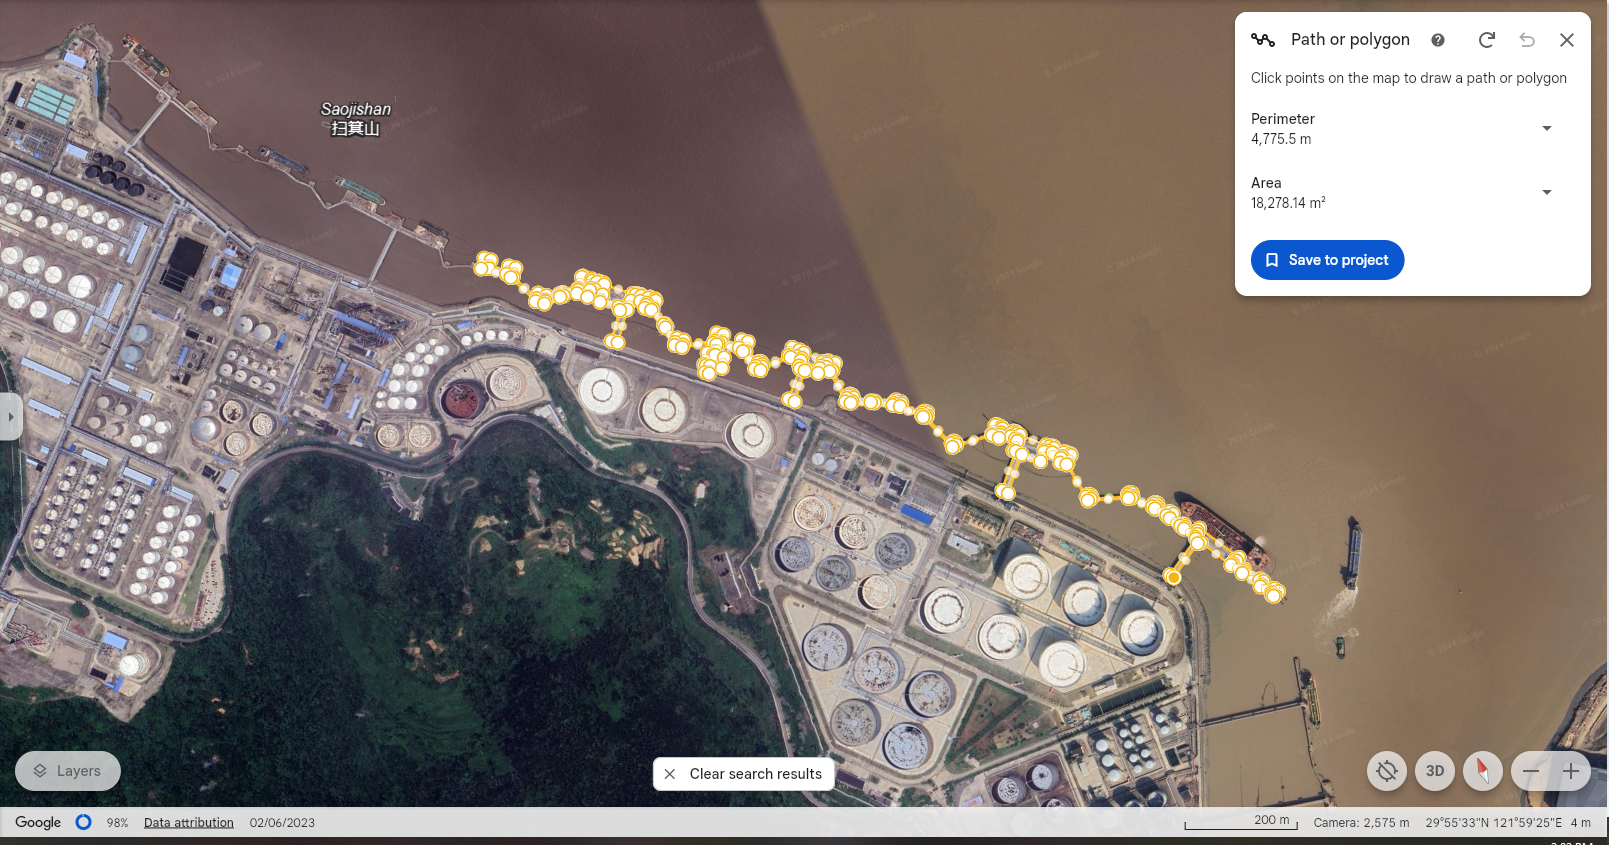 Saojishan
扫箕山
Path or polygon
Click points on the map to draw a path or polygon
Perimeter
4,775.5 m
Area
18,278.14 m²
Save to project
Layers
Clear search results
3D
Google
98%
Data attribution
02/06/2023
200 m
Camera: 2,575 m
29°55'33"N 121°59'25"E
4 m